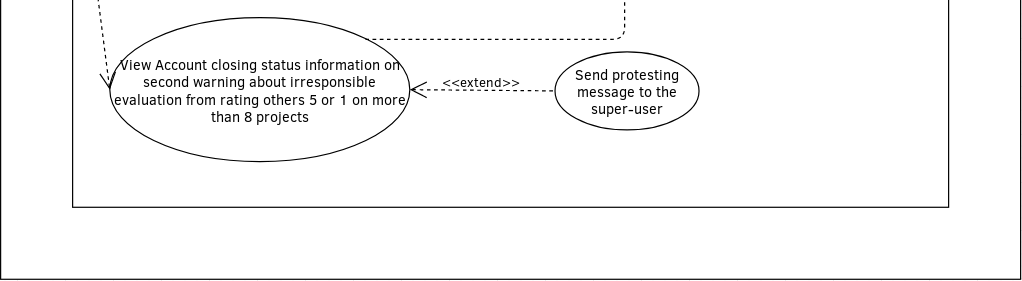 View Account closing status information on
second warning about irresponsible
evaluation from rating others 5 or 1 on more
than 8 projects
<<extend>>
Send protesting
message to the
super-user